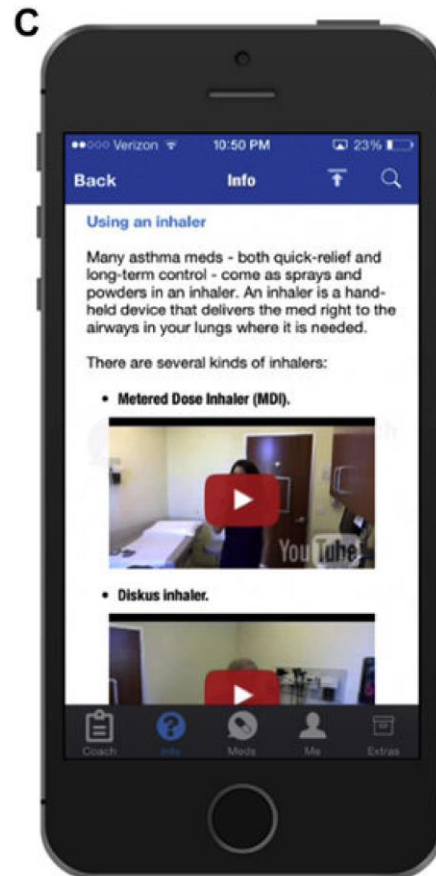 C
Verizon 10:50 PM 23%
Back Info
Using an inhaler
Many asthma meds - both quick-relief and
long-term control - come as sprays and
powders in an inhaler. An inhaler is a hand-
held device that delivers the med right to the
airways in your lungs where it is needed.
There are several kinds of inhalers:
• Metered Dose Inhaler (MDI).
YouTube
• Diskus inhaler.
Coach Info Meds Me Extras